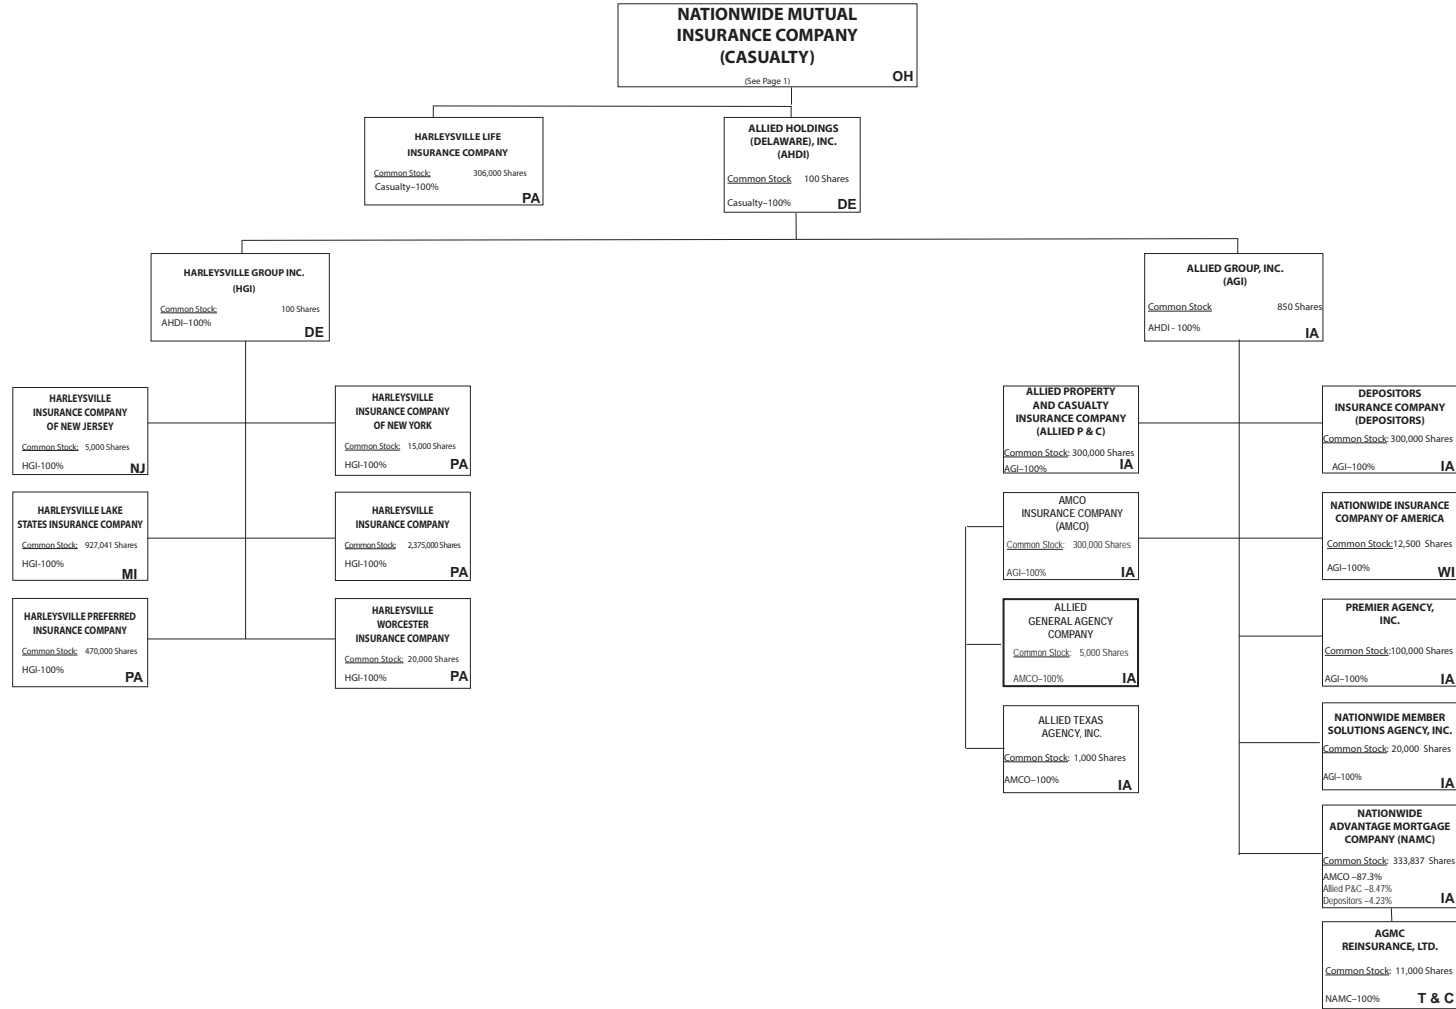 NATIONWIDE MUTUAL
INSURANCE COMPANY
(CASUALTY)
(See Page 1)
OH
HARLEYSVILLE LIFE
INSURANCE COMPANY
Common Stock: 306,000 Shares
Casualty–100%
PA
ALLIED HOLDINGS
(DELAWARE), INC.
(AHDI)
Common Stock 100 Shares
Casualty–100%
DE
HARLEYSVILLE GROUP INC.
(HGI)
Common Stock: 100 Shares
AHDI–100%
DE
ALLIED GROUP, INC.
(AGI)
Common Stock 850 Shares
AHDI - 100%
IA
HARLEYSVILLE
INSURANCE COMPANY
OF NEW JERSEY
Common Stock: 5,000 Shares
HGI-100%
NJ
HARLEYSVILLE
INSURANCE COMPANY
OF NEW YORK
Common Stock: 15,000 Shares
HGI-100%
PA
ALLIED PROPERTY
AND CASUALTY
INSURANCE COMPANY
(ALLIED P & C)
Common Stock: 300,000 Shares
AGI–100%
IA
DEPOSITORS
INSURANCE COMPANY
(DEPOSITORS)
Common Stock: 300,000 Shares
AGI–100%
IA
HARLEYSVILLE LAKE
STATES INSURANCE COMPANY
Common Stock: 927,041 Shares
HGI-100%
MI
HARLEYSVILLE
INSURANCE COMPANY
Common Stock: 2,375,000 Shares
HGI-100%
PA
AMCO
INSURANCE COMPANY
(AMCO)
Common Stock: 300,000 Shares
AGI–100%
IA
NATIONWIDE INSURANCE
COMPANY OF AMERICA
Common Stock:12,500 Shares
AGI–100%
WI
HARLEYSVILLE PREFERRED
INSURANCE COMPANY
Common Stock: 470,000 Shares
HGI-100%
PA
HARLEYSVILLE
WORCESTER
INSURANCE COMPANY
Common Stock: 20,000 Shares
HGI-100%
PA
ALLIED
GENERAL AGENCY
COMPANY
Common Stock: 5,000 Shares
AMCO–100%
IA
PREMIER AGENCY,
INC.
Common Stock:100,000 Shares
AGI–100%
IA
ALLIED TEXAS
AGENCY, INC.
Common Stock: 1,000 Shares
AMCO–100%
IA
NATIONWIDE MEMBER
SOLUTIONS AGENCY, INC.
Common Stock: 20,000 Shares
AGI–100%
IA
NATIONWIDE
ADVANTAGE MORTGAGE
COMPANY (NAMC)
Common Stock: 333,837 Shares
AMCO –87.3%
Allied P&C –8.47%
Depositors –4.23%
IA
AGMC
REINSURANCE, LTD.
Common Stock: 11,000 Shares
NAMC–100%
T & C